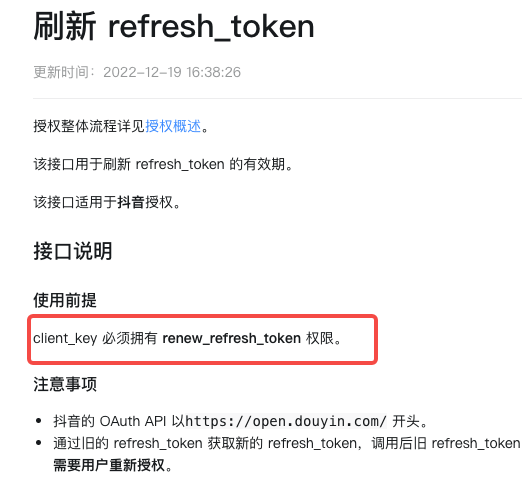 刷新 refresh_token
更新时间：2022-12-19 16:38:26
授权整体流程详见授权概述。
该接口用于刷新 refresh_token 的有效期。
该接口适用于抖音授权。
接口说明
使用前提
client_key 必须拥有 renew_refresh_token 权限。
注意事项
抖音的 OAuth API 以https://open.douyin.com/ 开头。
通过旧的 refresh_token 获取新的 refresh_token，调用后旧 refresh_token
需要用户重新授权。